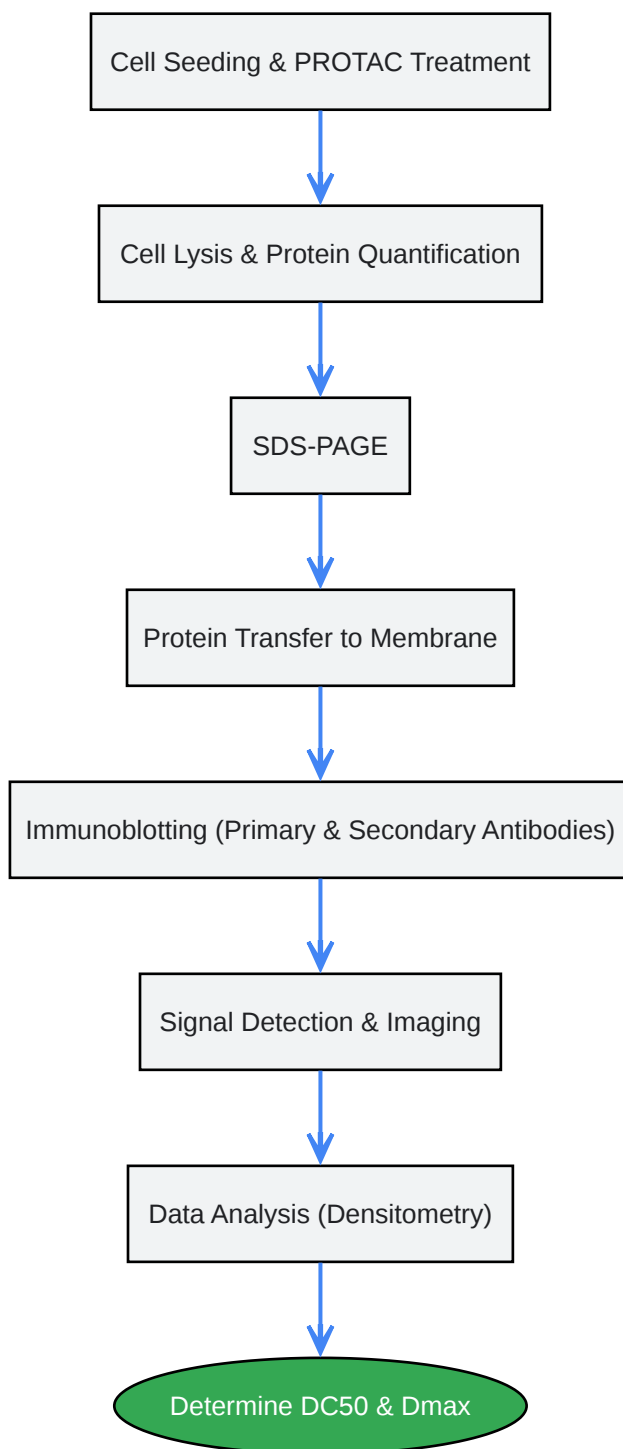 Cell Seeding & PROTAC Treatment
Cell Lysis & Protein Quantification
SDS-PAGE
Protein Transfer to Membrane
Immunoblotting (Primary & Secondary Antibodies)
Signal Detection & Imaging
Data Analysis (Densitometry)
Determine DC50 & Dmax